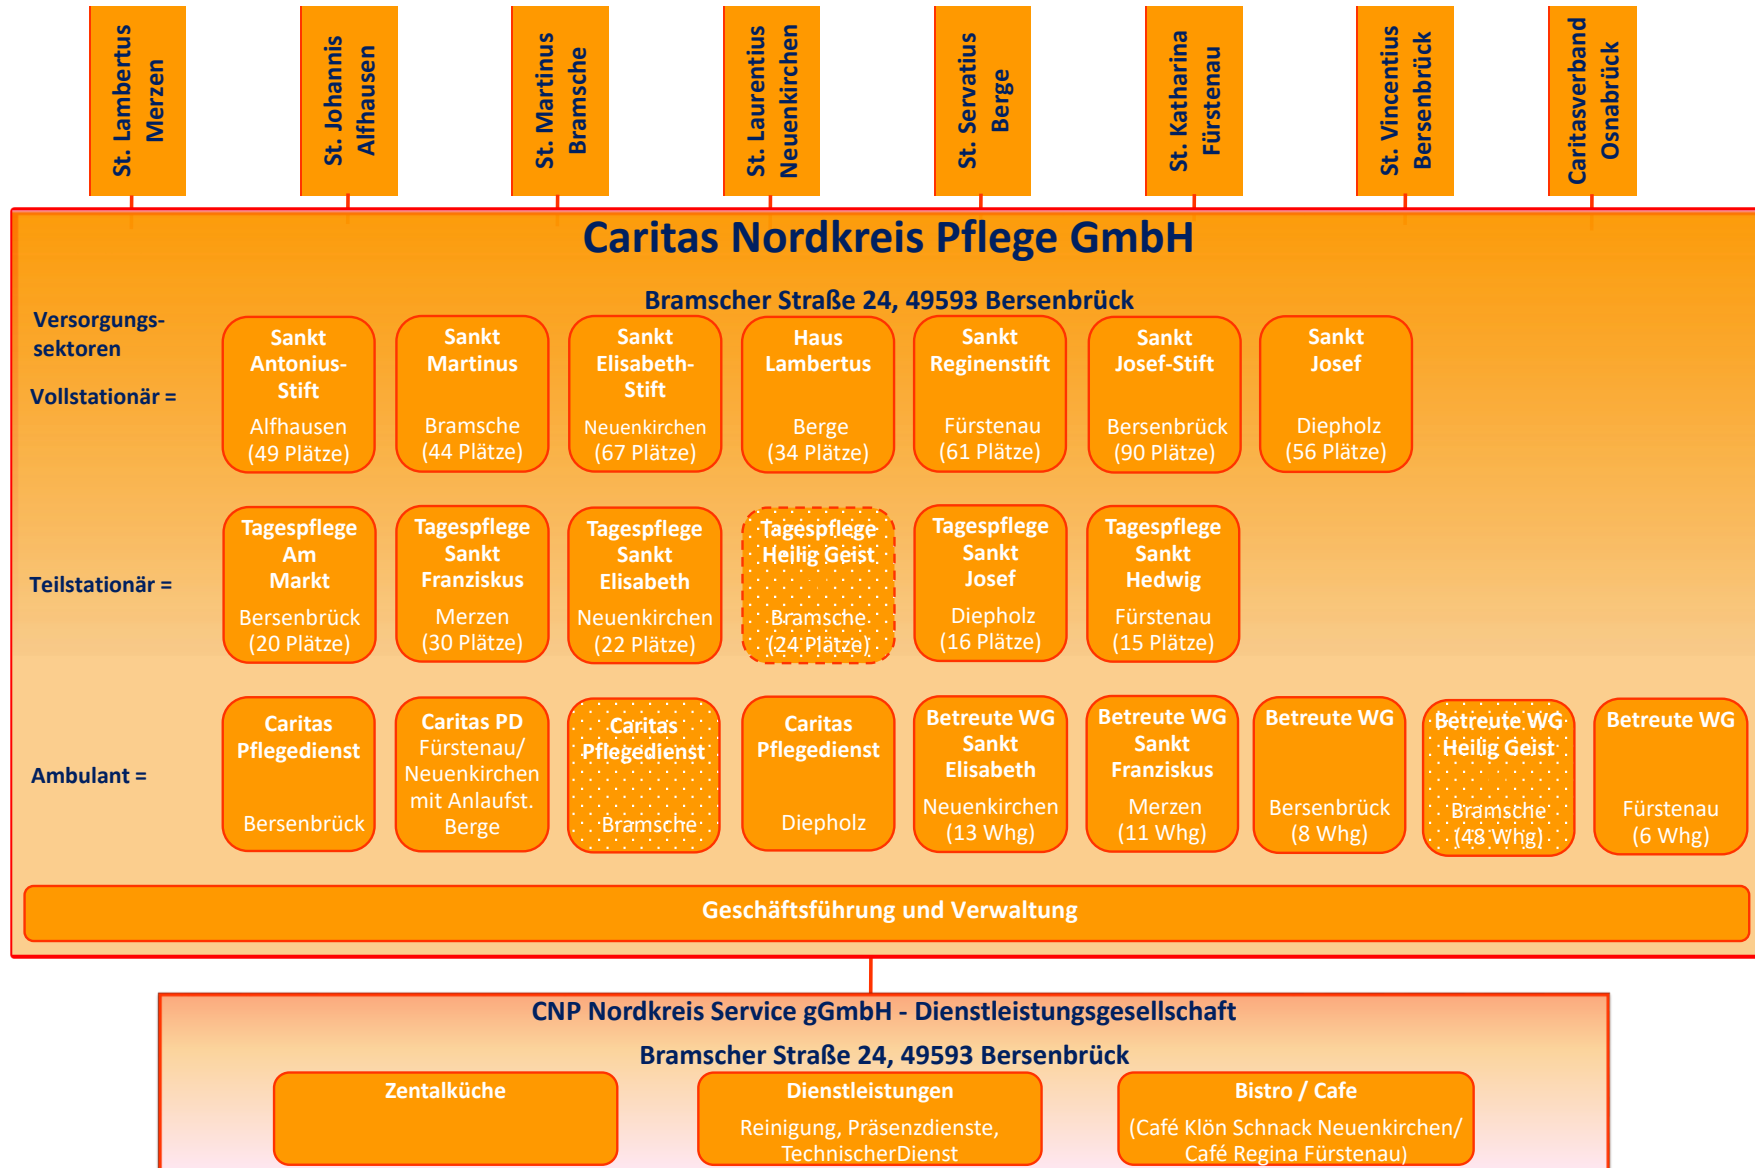 St. Lambertus
Merzen
St. Johannis
Alfhausen
St. Martinus
Bramsche
St. Laurentius
Neuenkirchen
St. Servatius
Berge
St. Katharina
Fürstenau
St. Vincentius
Bersenbrück
Caritasverband
Osnabrück
Caritas Nordkreis Pflege GmbH
Bramscher Straße 24, 49593 Bersenbrück
Versorgungs-
sektoren
Vollstationär =
Sankt
Antonius-
Stift
Alfhausen
(49 Plätze)
Sankt
Martinus
Bramsche
(44 Plätze)
Sankt
Elisabeth-
Stift
Neuenkirchen
(67 Plätze)
Haus
Lambertus
Berge
(34 Plätze)
Sankt
Reginenstift
Fürstenau
(61 Plätze)
Sankt
Josef-Stift
Bersenbrück
(90 Plätze)
Sankt
Josef
Diepholz
(56 Plätze)
Teilstationär =
Tagespflege
Am
Markt
Bersenbrück
(20 Plätze)
Tagespflege
Sankt
Franziskus
Merzen
(30 Plätze)
Tagespflege
Sankt
Elisabeth
Neuenkirchen
(22 Plätze)
Tagespflege
Heilig Geist
Bramsche
(24 Plätze)
Tagespflege
Sankt
Josef
Diepholz
(16 Plätze)
Tagespflege
Sankt
Hedwig
Fürstenau
(15 Plätze)
Ambulant =
Caritas
Pflegedienst
Bersenbrück
Caritas PD
Fürstenau/
Neuenkirchen
mit Anlaufst.
Berge
Caritas
Pflegedienst
Bramsche
Caritas
Pflegedienst
Diepholz
Betreute WG
Sankt
Elisabeth
Neuenkirchen
(13 Whg)
Betreute WG
Sankt
Franziskus
Merzen
(11 Whg)
Betreute WG
Bersenbrück
(8 Whg)
Betreute WG
Heilig Geist
Bramsche
(48 Whg)
Betreute WG
Fürstenau
(6 Whg)
Geschäftsführung und Verwaltung
CNP Nordkreis Service gGmbH - Dienstleistungsgesellschaft
Bramscher Straße 24, 49593 Bersenbrück
Zentalküche
Dienstleistungen
Reinigung, Präsenzdienste,
TechnischerDienst
Bistro / Cafe
(Café Klön Schnack Neuenkirchen/
Café Regina Fürstenau)